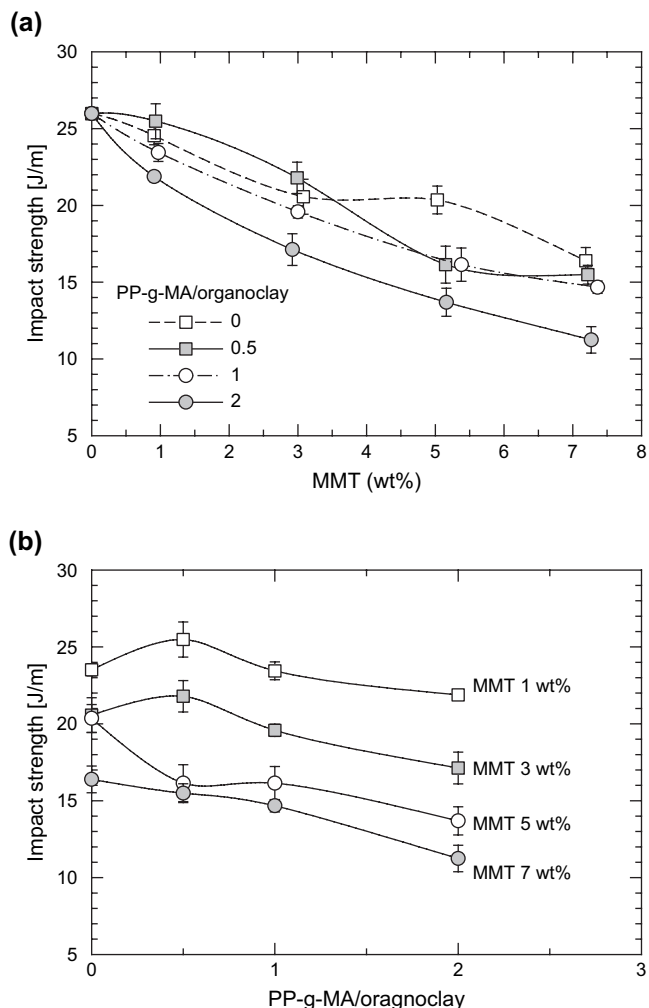 (a)
30
25
20
15
10
5
Impact strength [J/m]
PP-g-MA/organoclay
0
0.5
1
2
0 1 2 3 4 5 6 7 8
MMT (wt%)
(b)
30
25
20
15
10
5
Impact strength [J/m]
MMT 1 wt%
MMT 3 wt%
MMT 5 wt%
MMT 7 wt%
0 1 2 3
PP-g-MA/oragnoclay